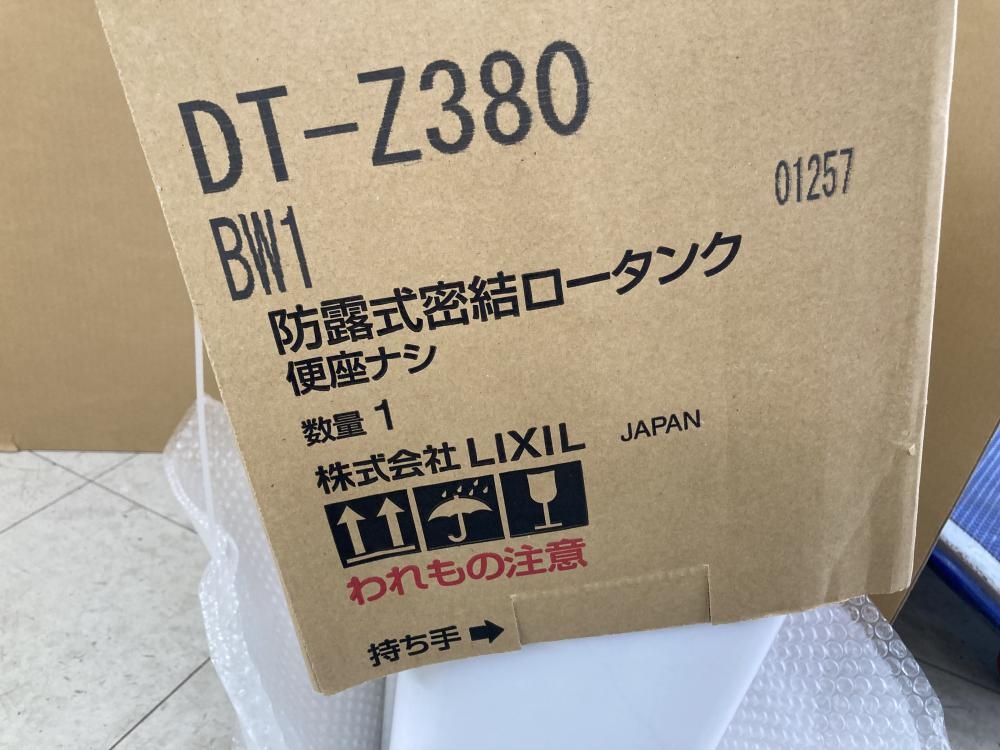 DT-Z380
01257
BW1
防露式密結ロータンク
便座ナシ
数量 1
株式会社 LIXIL JAPAN
われもの注意
持ち手 ➡